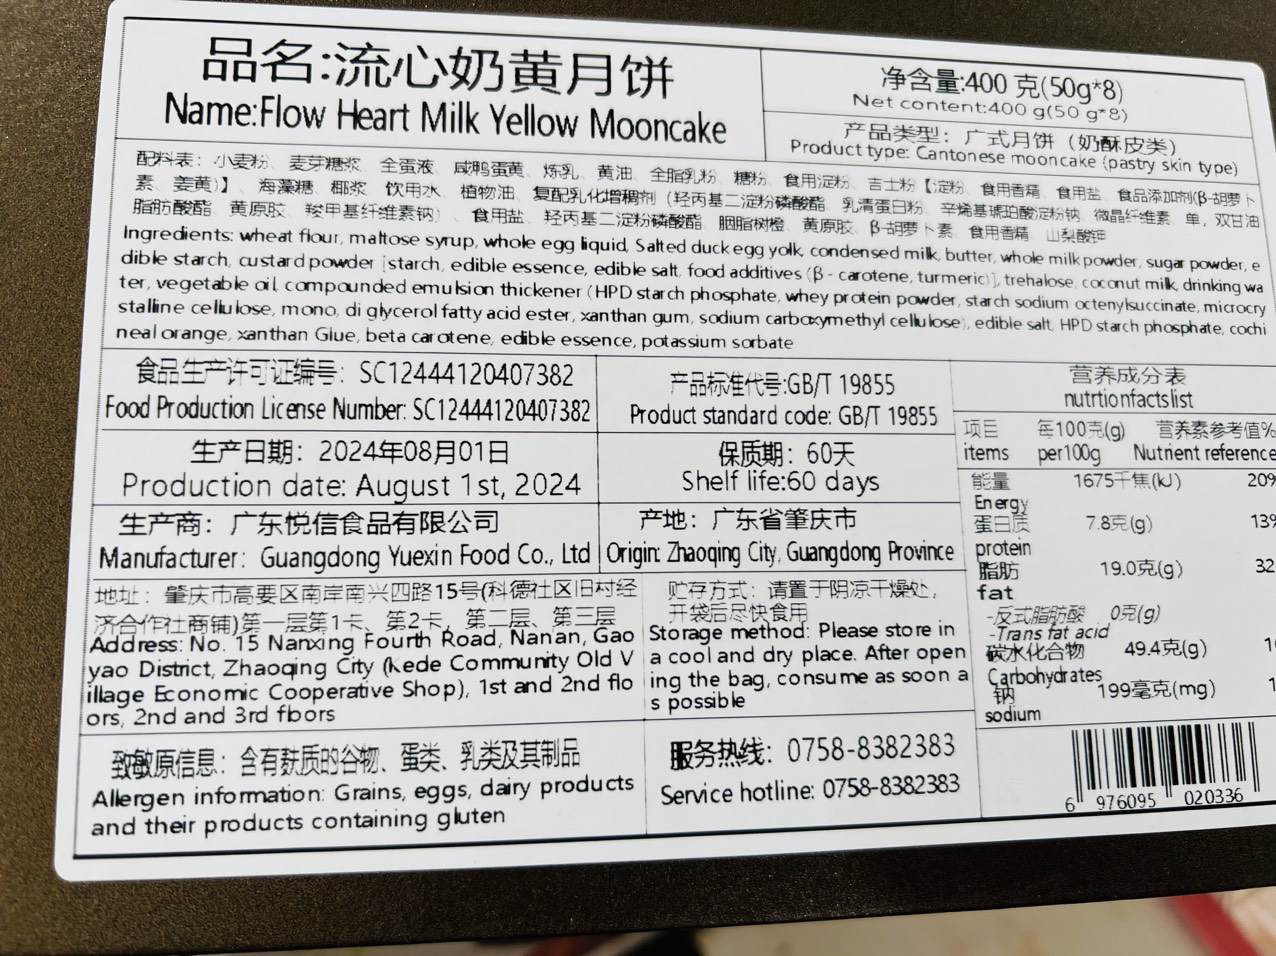 品名:流心奶黄月饼
Name:Flow Heart Milk Yellow Mooncake
净含量:400 克(50g*8)
Net content:400 g(50 g*8)
产品类型：广式月饼（奶酥皮类）
Product type: Cantonese mooncake (pastry skin type)
配料表：小麦粉、麦芽糖浆、全蛋液、咸鸭蛋黄、炼乳、黄油、全脂乳粉、糖粉、食用淀粉、吉士粉【淀粉、食用香精、食用盐、食品添加剂(β-胡萝卜
素、姜黄)】、海藻糖、椰浆、饮用水、植物油、复配乳化增稠剂（羟丙基二淀粉磷酸酯、乳清蛋白粉、辛烯基琥珀酸淀粉钠、微晶纤维素、单，双甘油
脂肪酸酯、黄原胶、羧甲基纤维素钠）、食用盐、羟丙基二淀粉磷酸酯、胭脂树橙、黄原胶、β-胡萝卜素、食用香精、山梨酸钾
Ingredients: wheat flour, maltose syrup, whole egg liquid, Salted duck egg yolk, condensed milk, butter, whole milk powder, sugar powder, e
dible starch, custard powder [starch, edible essence, edible salt, food additives (β - carotene, turmeric)], trehalose, coconut milk, drinking wa
ter, vegetable oil, compounded emulsion thickener (HPD starch phosphate, whey protein powder, starch sodium octenylsuccinate, microcry
stalline cellulose, mono, di glycerol fatty acid ester, xanthan gum, sodium carboxymethyl cellulose), edible salt, HPD starch phosphate, cochi
neal orange, xanthan Glue, beta carotene, edible essence, potassium sorbate
食品生产许可证编号：SC12444120407382
Food Production License Number: SC12444120407382
产品标准代号:GB/T 19855
Product standard code: GB/T 19855
生产日期：2024年08月01日
Production date: August 1st, 2024
保质期：60天
Shelf life:60 days
生产商：广东悦信食品有限公司
Manufacturer: Guangdong Yuexin Food Co., Ltd
产地：广东省肇庆市
Origin: Zhaoqing City, Guangdong Province
地址：肇庆市高要区南岸南兴四路15号(科德社区旧村经
济合作社商铺)第一层第1卡、第2卡，第二层、第三层
Address: No. 15 Nanxing Fourth Road, Nan'an, Gao
yao District, Zhaoqing City (Kede Community Old V
illage Economic Cooperative Shop), 1st and 2nd flo
ors, 2nd and 3rd floors
贮存方式：请置于阴凉干燥处，
开袋后尽快食用
Storage method: Please store in
a cool and dry place. After open
ing the bag, consume as soon a
s possible
致敏原信息：含有麸质的谷物、蛋类、乳类及其制品
Allergen information: Grains, eggs, dairy products
and their products containing gluten
服务热线：0758-8382383
Service hotline: 0758-8382383
营养成分表
nutrtionfactslist
项目 每100克(g) 营养素参考值%
items per100g Nutrient reference
能量 1675千焦(kJ) 20%
Energy
蛋白质 7.8克(g) 13%
protein
脂肪 19.0克(g) 32
fat
-反式脂肪酸 0克(g)
-Trans fat acid
碳水化合物 49.4克(g) 1
Carbohydrates
钠 199毫克(mg) 1
sodium
6 976095 020336